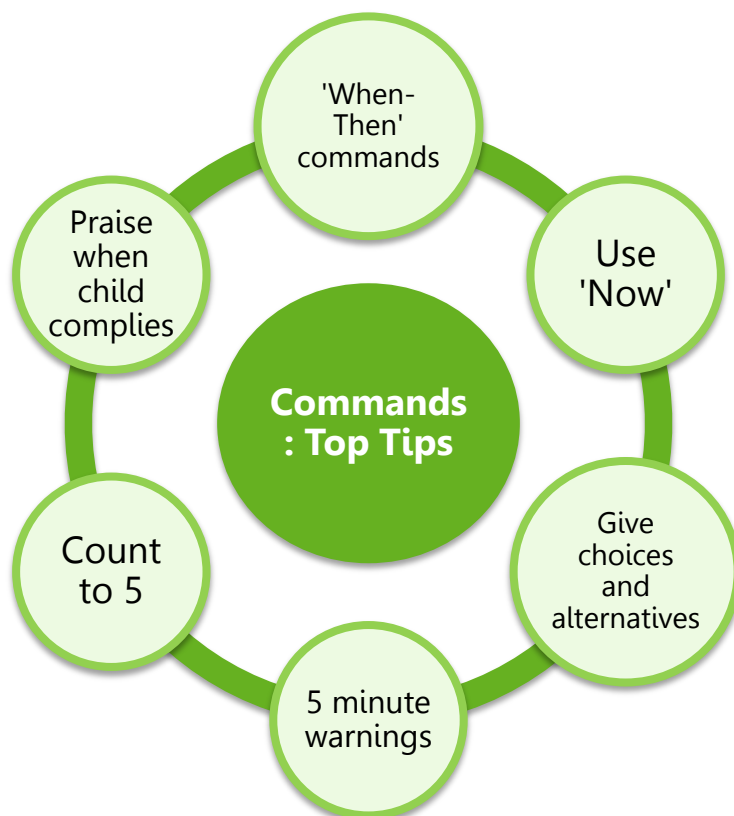 'When-
Then'
commands
Use
'Now'
Give
choices
and
alternatives
5 minute
warnings
Count
to 5
Praise
when
child
complies
Commands
: Top Tips